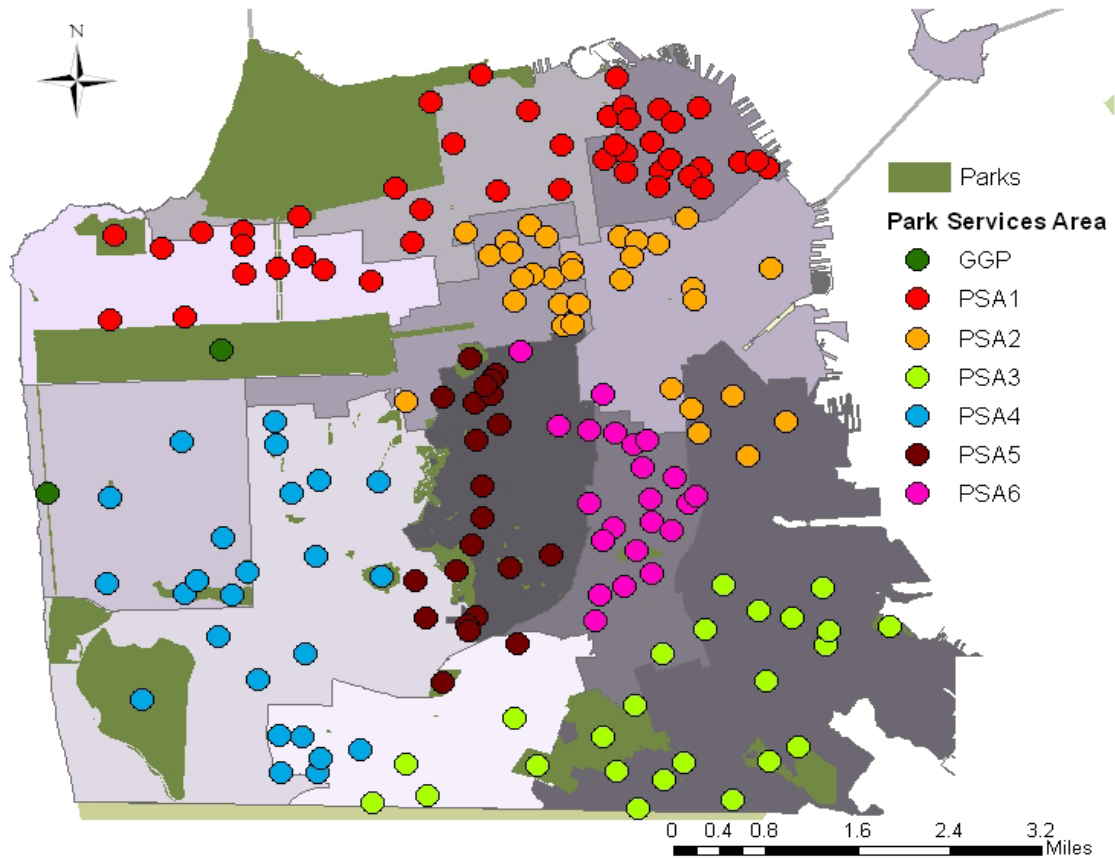 N
Parks
Park Services Area
GGP
PSA1
PSA2
PSA3
PSA4
PSA5
PSA6
0 0.4 0.8 1.6 2.4 3.2
Miles